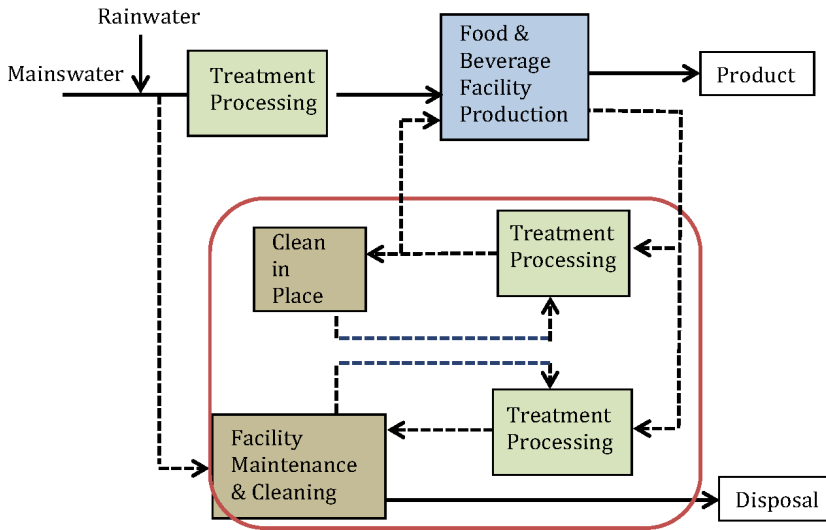 Rainwater
Mainswater
Treatment
Processing
Food &
Beverage
Facility
Production
Product
Clean
in
Place
Treatment
Processing
Treatment
Processing
Facility
Maintenance
& Cleaning
Disposal